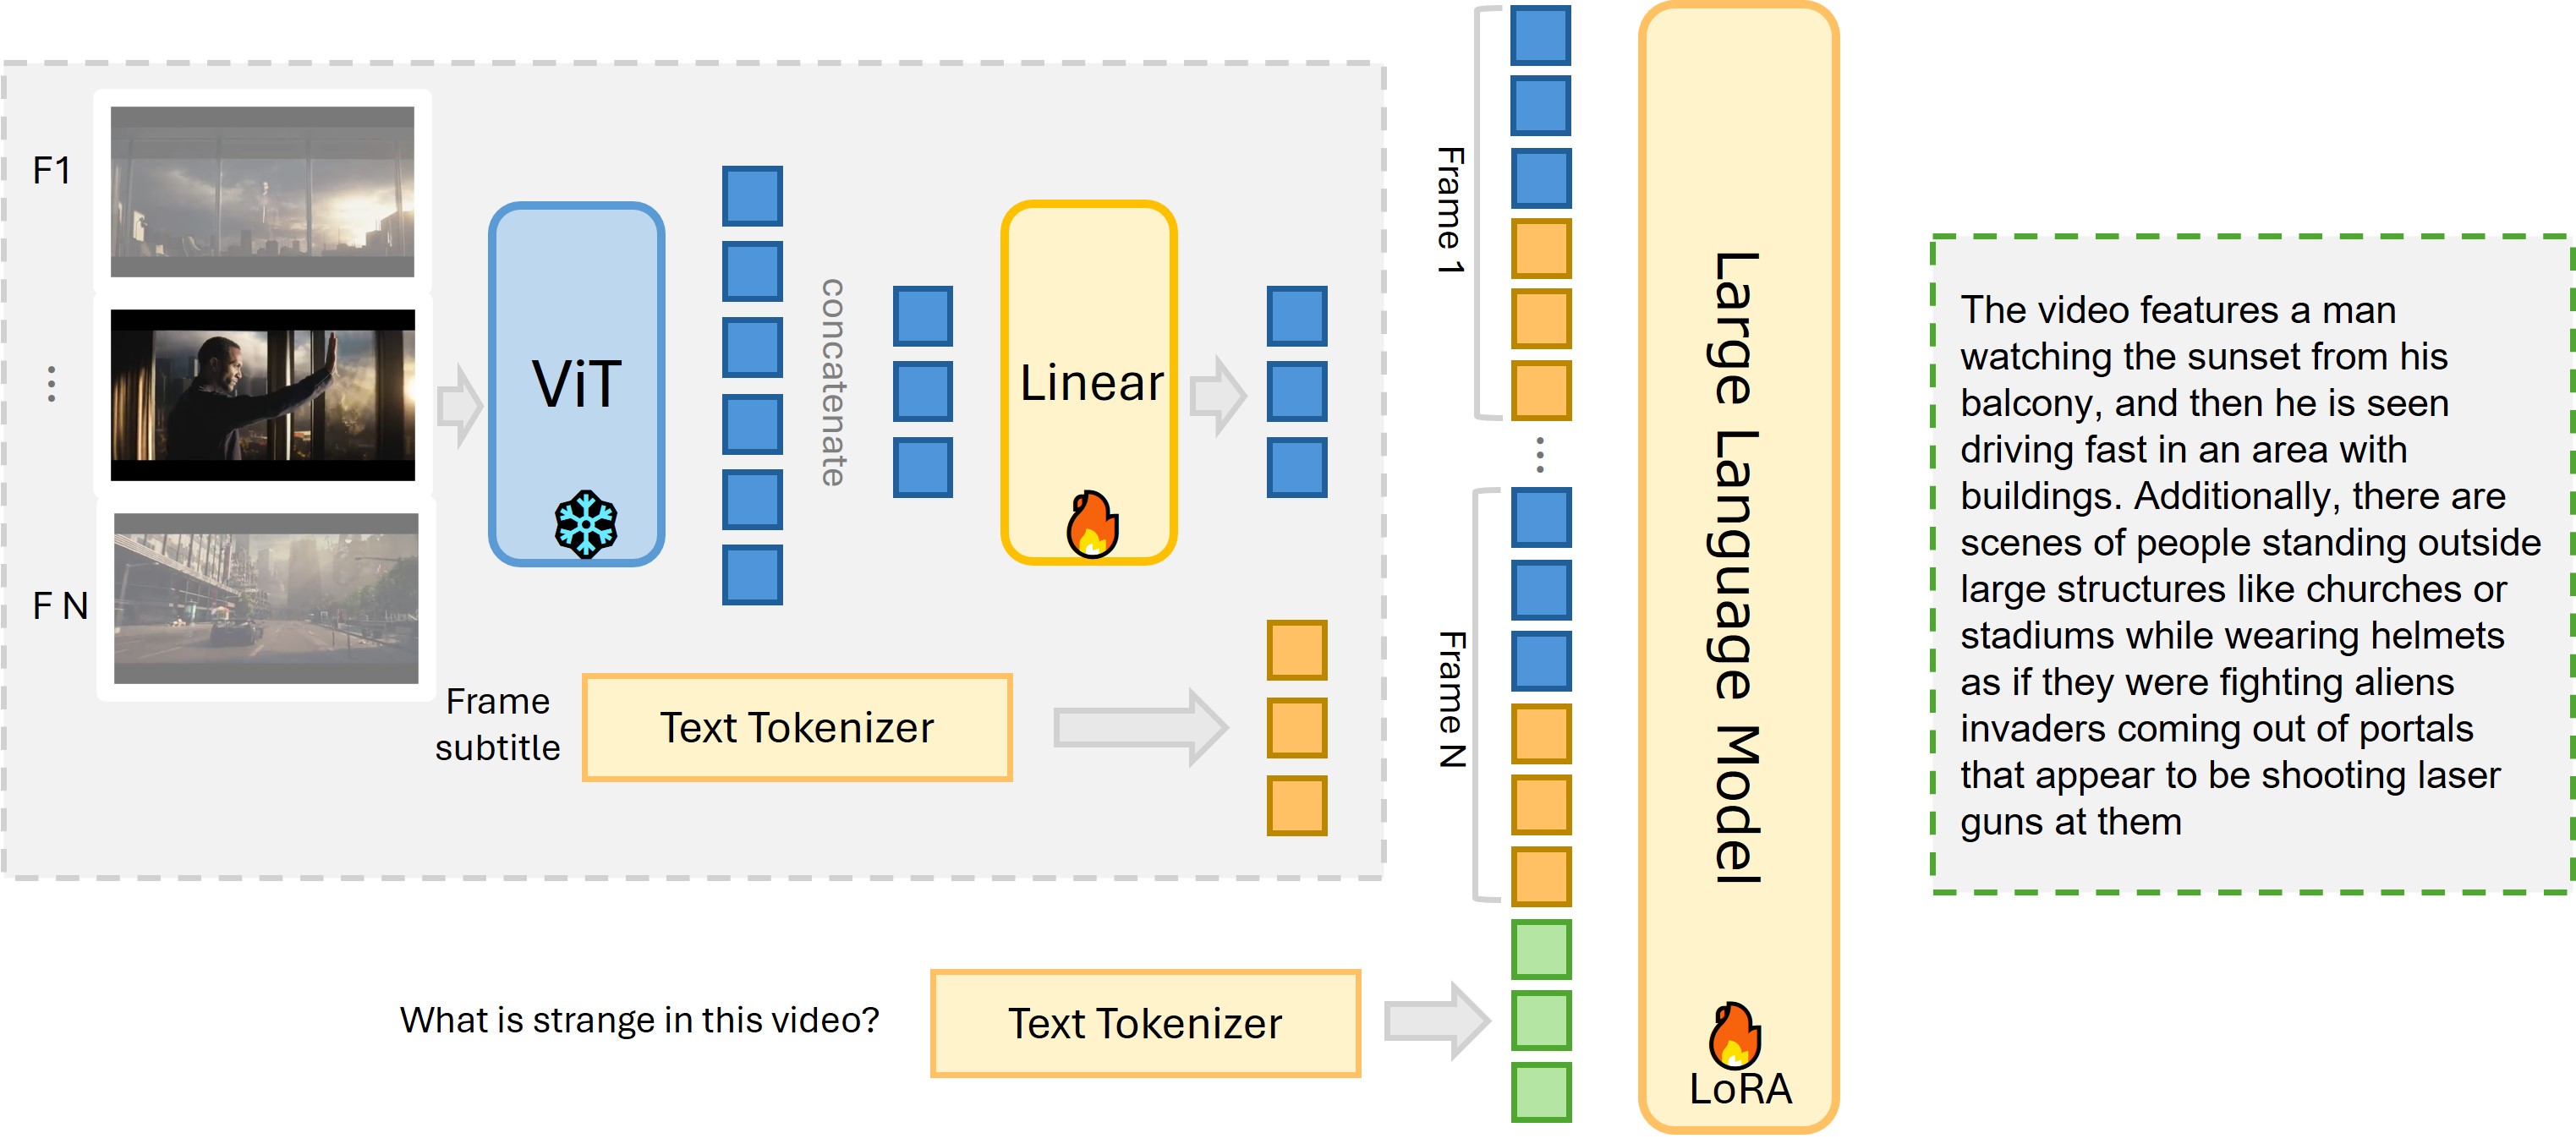 F1
⋮
F N
ViT
concatenate
Linear
Frame
subtitle
Text Tokenizer
What is strange in this video?
Text Tokenizer
Frame 1
⋮
Frame N
Large Language Model
LoRA
The video features a man
watching the sunset from his
balcony, and then he is seen
driving fast in an area with
buildings. Additionally, there are
scenes of people standing outside
large structures like churches or
stadiums while wearing helmets
as if they were fighting aliens
invaders coming out of portals
that appear to be shooting laser
guns at them